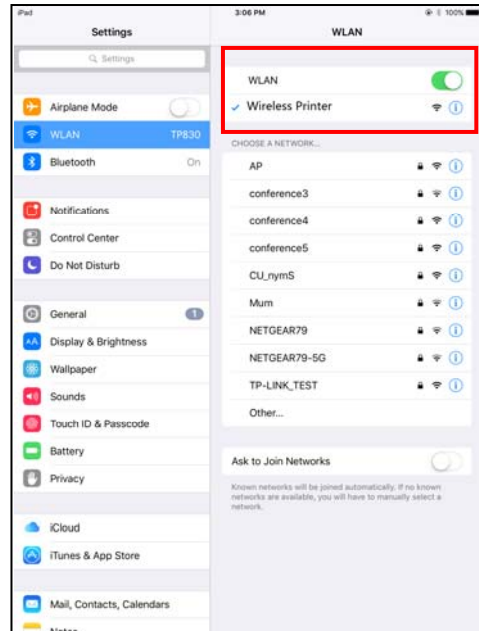 iPad
3:06 PM
100%
Settings
WLAN
Settings
WLAN
Wireless Printer
Airplane Mode
WLAN TP830
Bluetooth On
CHOOSE A NETWORK...
AP
conference3
conference4
conference5
CU_nymS
Mum
NETGEAR79
NETGEAR79-5G
TP-LINK_TEST
Other...
Notifications
Control Center
Do Not Disturb
General 1
Display & Brightness
Wallpaper
Sounds
Touch ID & Passcode
Battery
Privacy
Ask to Join Networks
Known networks will be joined automatically. If no known
networks are available, you will have to manually select a
network.
iCloud
iTunes & App Store
Mail, Contacts, Calendars